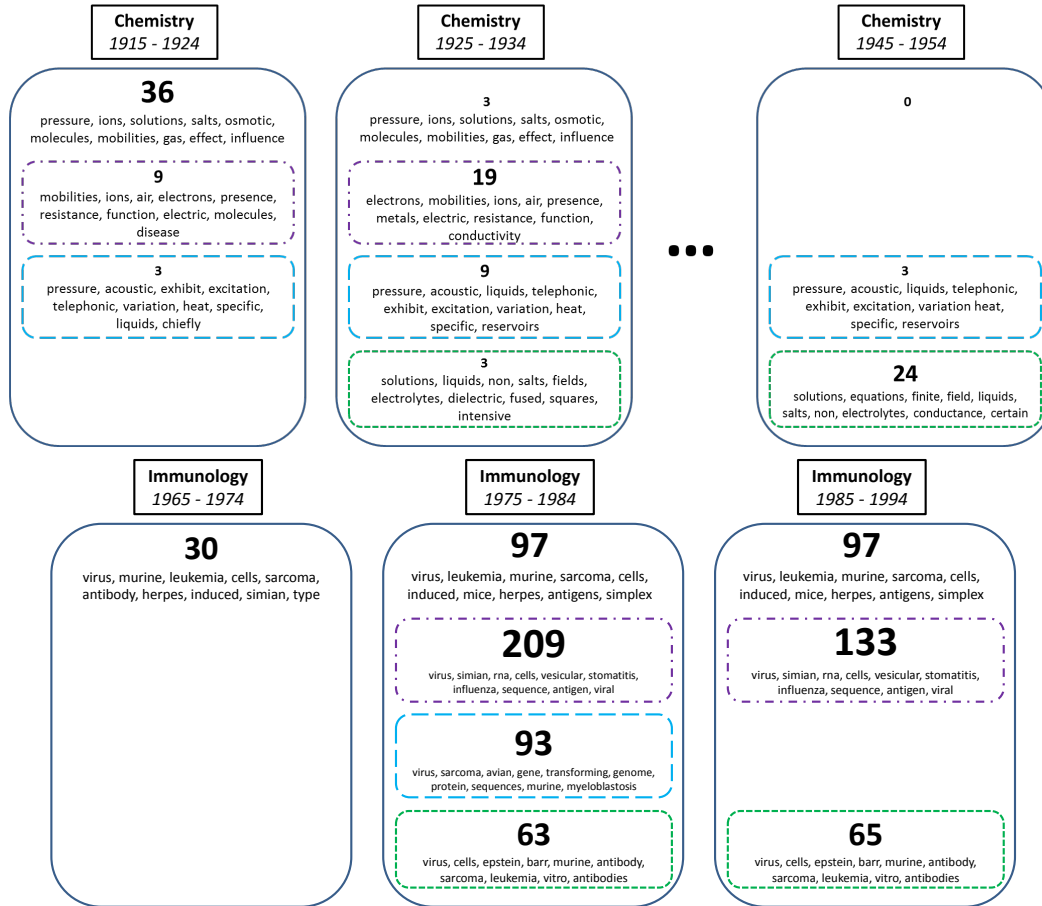 Chemistry
1915 - 1924
36
pressure, ions, solutions, salts, osmotic,
molecules, mobilities, gas, effect, influence
9
mobilities, ions, air, electrons, presence,
resistance, function, electric, molecules,
disease
3
pressure, acoustic, exhibit, excitation,
telephonic, variation, heat, specific,
liquids, chiefly
Chemistry
1925 - 1934
3
pressure, ions, solutions, salts, osmotic,
molecules, mobilities, gas, effect, influence
19
electrons, mobilities, ions, air, presence,
metals, electric, resistance, function,
conductivity
9
pressure, acoustic, liquids, telephonic,
exhibit, excitation, variation, heat,
specific, reservoirs
3
solutions, liquids, non, salts, fields,
electrolytes, dielectric, fused, squares,
intensive
...
Chemistry
1945 - 1954
0
3
pressure, acoustic, liquids, telephonic,
exhibit, excitation, variation heat,
specific, reservoirs
24
solutions, equations, finite, field, liquids,
salts, non, electrolytes, conductance, certain
Immunology
1965 - 1974
30
virus, murine, leukemia, cells, sarcoma,
antibody, herpes, induced, simian, type
Immunology
1975 - 1984
97
virus, leukemia, murine, sarcoma, cells,
induced, mice, herpes, antigens, simplex
209
virus, simian, rna, cells, vesicular, stomatitis,
influenza, sequence, antigen, viral
93
virus, sarcoma, avian, gene, transforming, genome,
protein, sequences, murine, myeloblastosis
63
virus, cells, epstein, barr, murine, antibody,
sarcoma, leukemia, vitro, antibodies
Immunology
1985 - 1994
97
virus, leukemia, murine, sarcoma, cells,
induced, mice, herpes, antigens, simplex
133
virus, simian, rna, cells, vesicular, stomatitis,
influenza, sequence, antigen, viral
65
virus, cells, epstein, barr, murine, antibody,
sarcoma, leukemia, vitro, antibodies